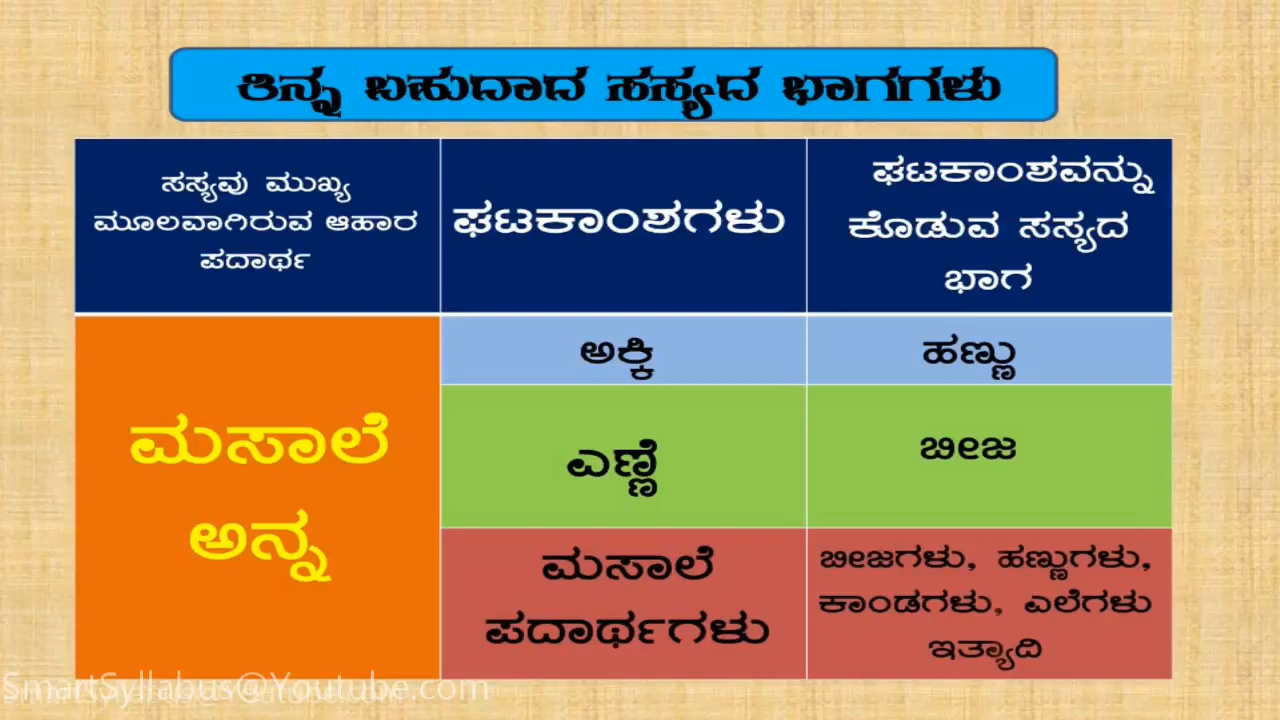 ತಿನ್ನ ಬಹುದಾದ ಸಸ್ಯದ ಭಾಗಗಳು
ಸಸ್ಯವು ಮುಖ್ಯ
ಮೂಲವಾಗಿರುವ ಆಹಾರ
ಪದಾರ್ಥ
ಘಟಕಾಂಶಗಳು
ಘಟಕಾಂಶವನ್ನು
ಕೊಡುವ ಸಸ್ಯದ
ಭಾಗ
ಮಸಾಲೆ
ಅನ್ನ
ಅಕ್ಕಿ
ಹಣ್ಣು
ಎಣ್ಣೆ
ಬೀಜ
ಮಸಾಲೆ
ಪದಾರ್ಥಗಳು
ಬೀಜಗಳು, ಹಣ್ಣುಗಳು,
ಕಾಂಡಗಳು, ಎಲೆಗಳು
ಇತ್ಯಾದಿ
SmartSyllabus@Youtube.com